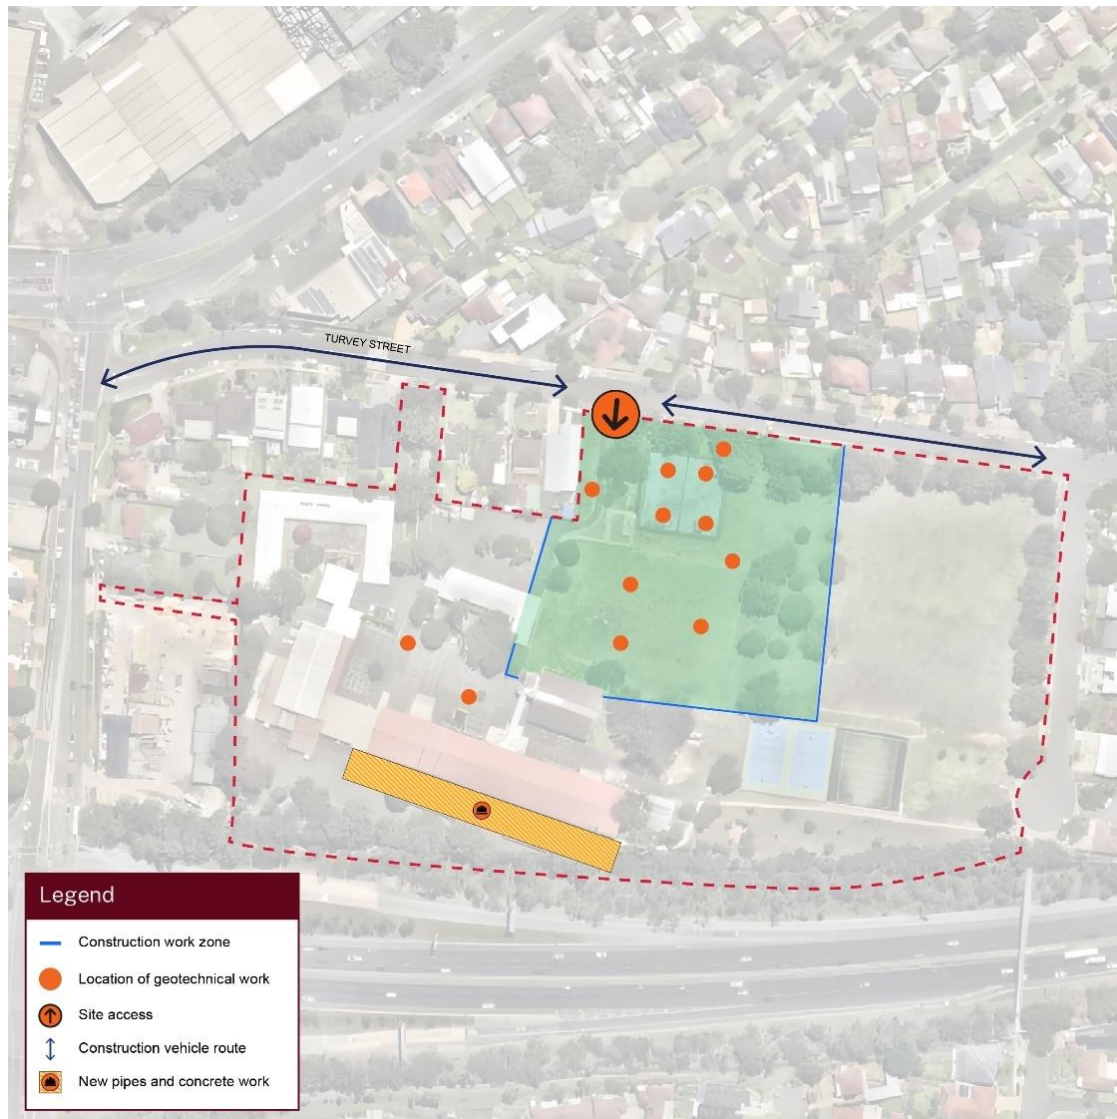 TURVEY STREET
Legend
Construction work zone
Location of geotechnical work
Site access
Construction vehicle route
New pipes and concrete work